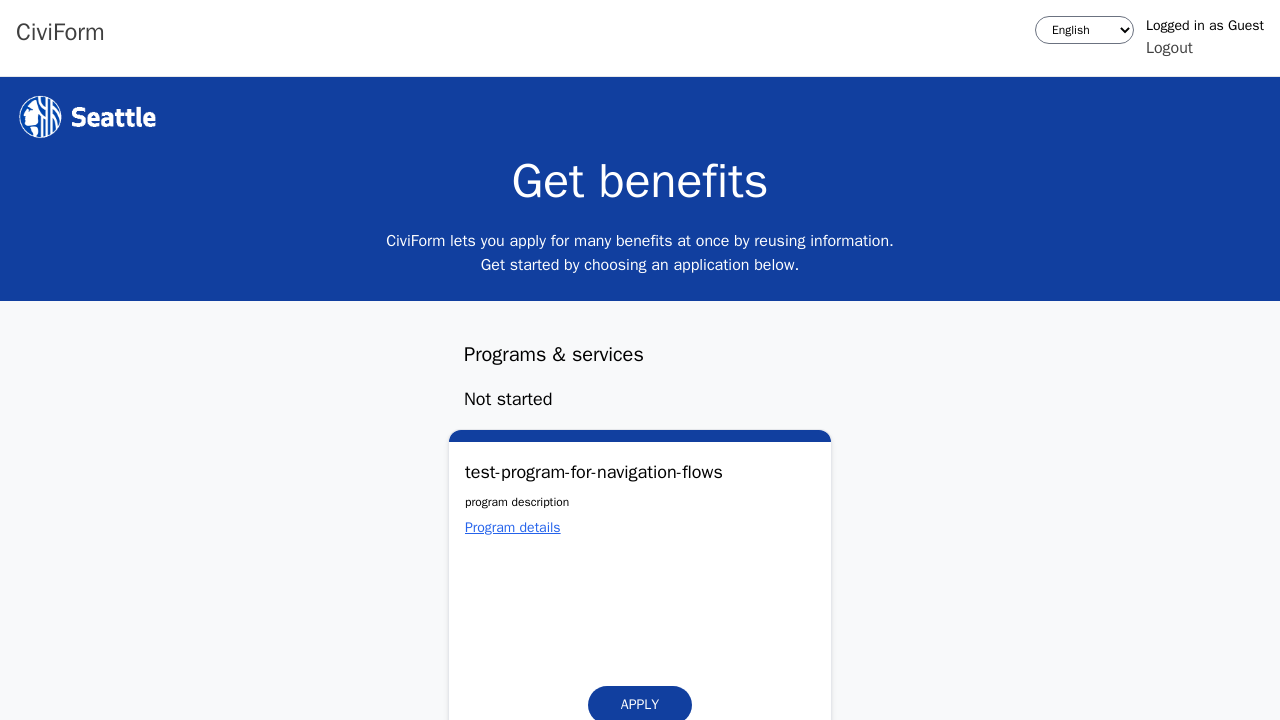 CiviForm
English
Logged in as Guest
Logout
Seattle
Get benefits
CiviForm lets you apply for many benefits at once by reusing information.
Get started by choosing an application below.
Programs & services
Not started
test-program-for-navigation-flows
program description
Program details
APPLY